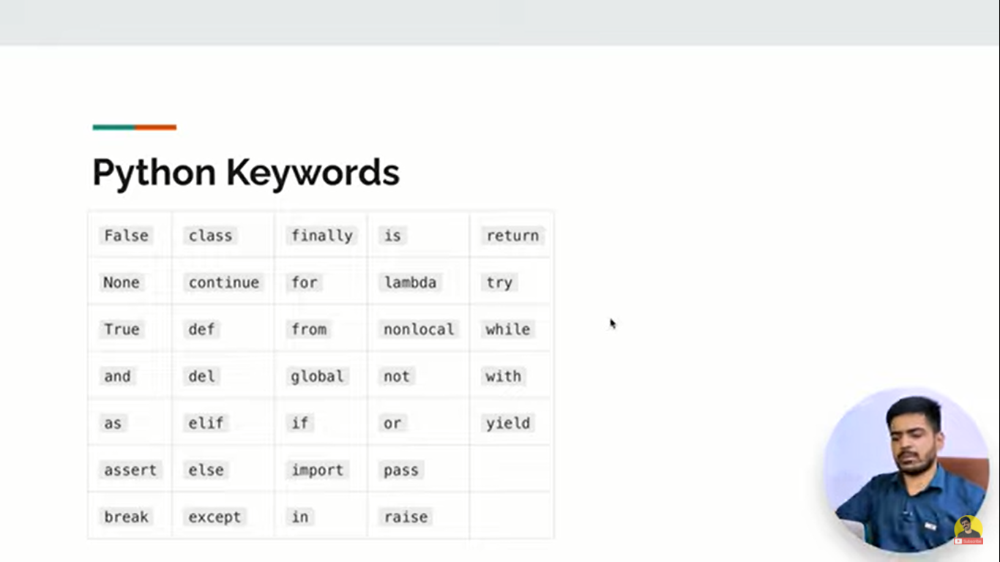 Python Keywords
False class finally is return
None continue for lambda try
True def from nonlocal while
and del global not with
as elif if or yield
assert else import pass
break except in raise
Subscribe